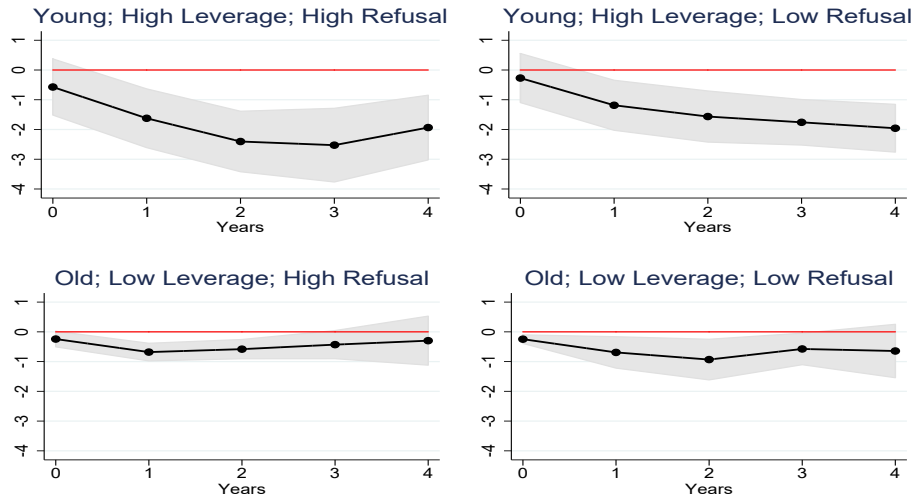 Young; High Leverage; High Refusal
1
0
-1
-2
-3
-4
0 1 2 3 4
Years
Young; High Leverage; Low Refusal
1
0
-1
-2
-3
-4
0 1 2 3 4
Years
Old; Low Leverage; High Refusal
1
0
-1
-2
-3
-4
0 1 2 3 4
Years
Old; Low Leverage; Low Refusal
1
0
-1
-2
-3
-4
0 1 2 3 4
Years